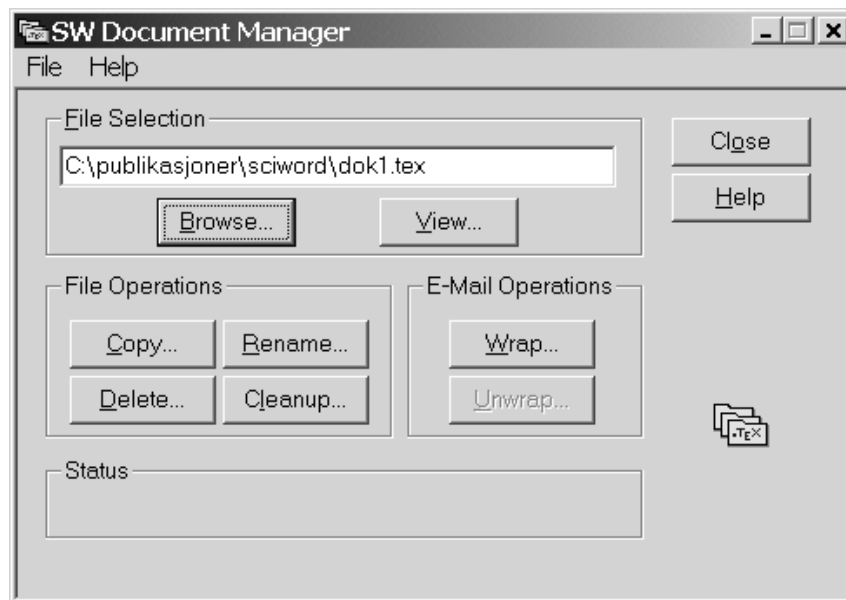 SW Document Manager
File Help
File Selection
C:\publikasjoner\sciword\dok1.tex
Browse... View...
Close
Help
File Operations
Copy... Rename...
Delete... Cleanup...
E-Mail Operations
Wrap...
Unwrap...
.TEX
Status